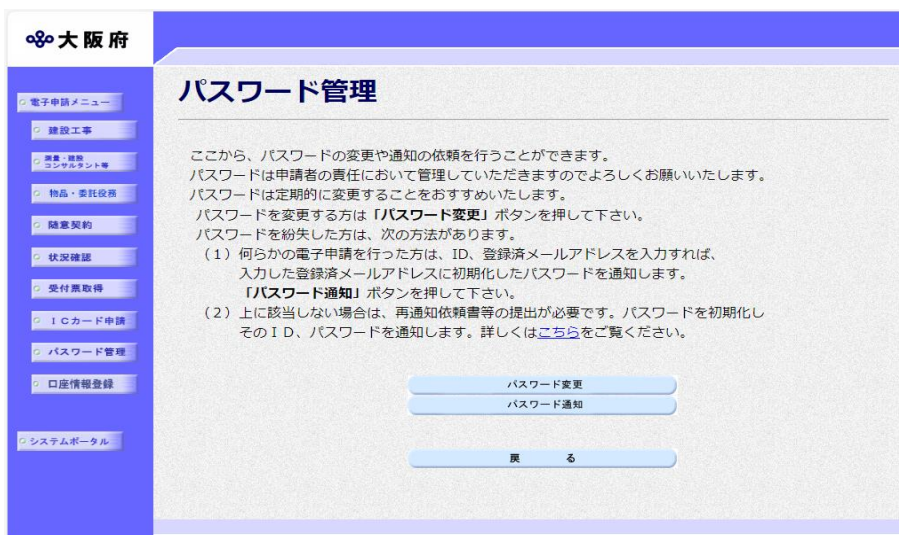 大阪府
電子申請メニュー
建設工事
測量・建設
コンサルタント等
物品・委託役務
随意契約
状況確認
受付票取得
ICカード申請
パスワード管理
口座情報登録
システムポータル
パスワード管理
ここから、パスワードの変更や通知の依頼を行うことができます。
パスワードは申請者の責任において管理していただきますのでよろしくお願いいたします。
パスワードは定期的に変更することをおすすめいたします。
パスワードを変更する方は「パスワード変更」ボタンを押して下さい。
パスワードを紛失した方は、次の方法があります。
(1)何らかの電子申請を行った方は、ID、登録済メールアドレスを入力すれば、
入力した登録済メールアドレスに初期化したパスワードを通知します。
「パスワード通知」ボタンを押して下さい。
(2)上に該当しない場合は、再通知依頼書等の提出が必要です。パスワードを初期化し
そのID、パスワードを通知します。詳しくはこちらをご覧ください。
パスワード変更
パスワード通知
戻 る